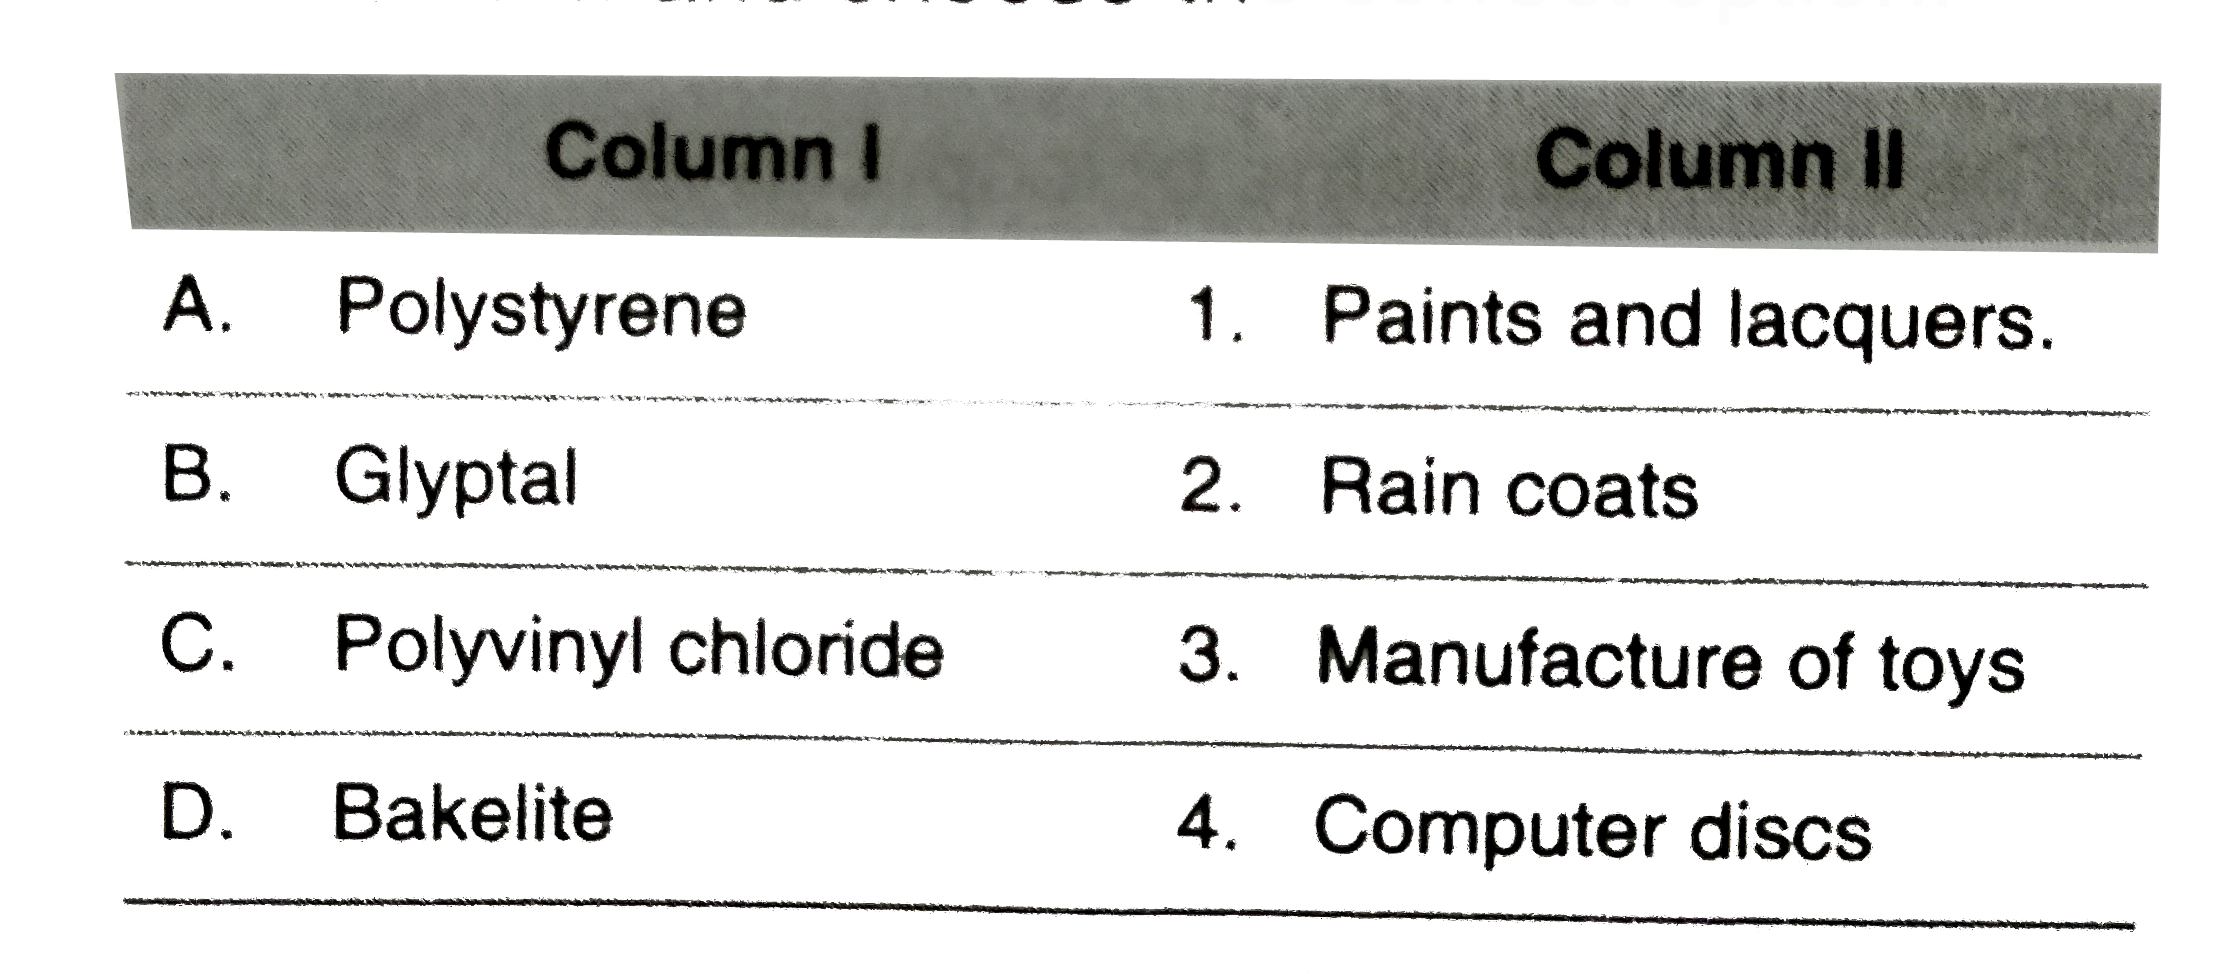 Column I Column II
A. Polystyrene 1. Paints and lacquers.
B. Glyptal 2. Rain coats
C. Polyvinyl chloride 3. Manufacture of toys
D. Bakelite 4. Computer discs